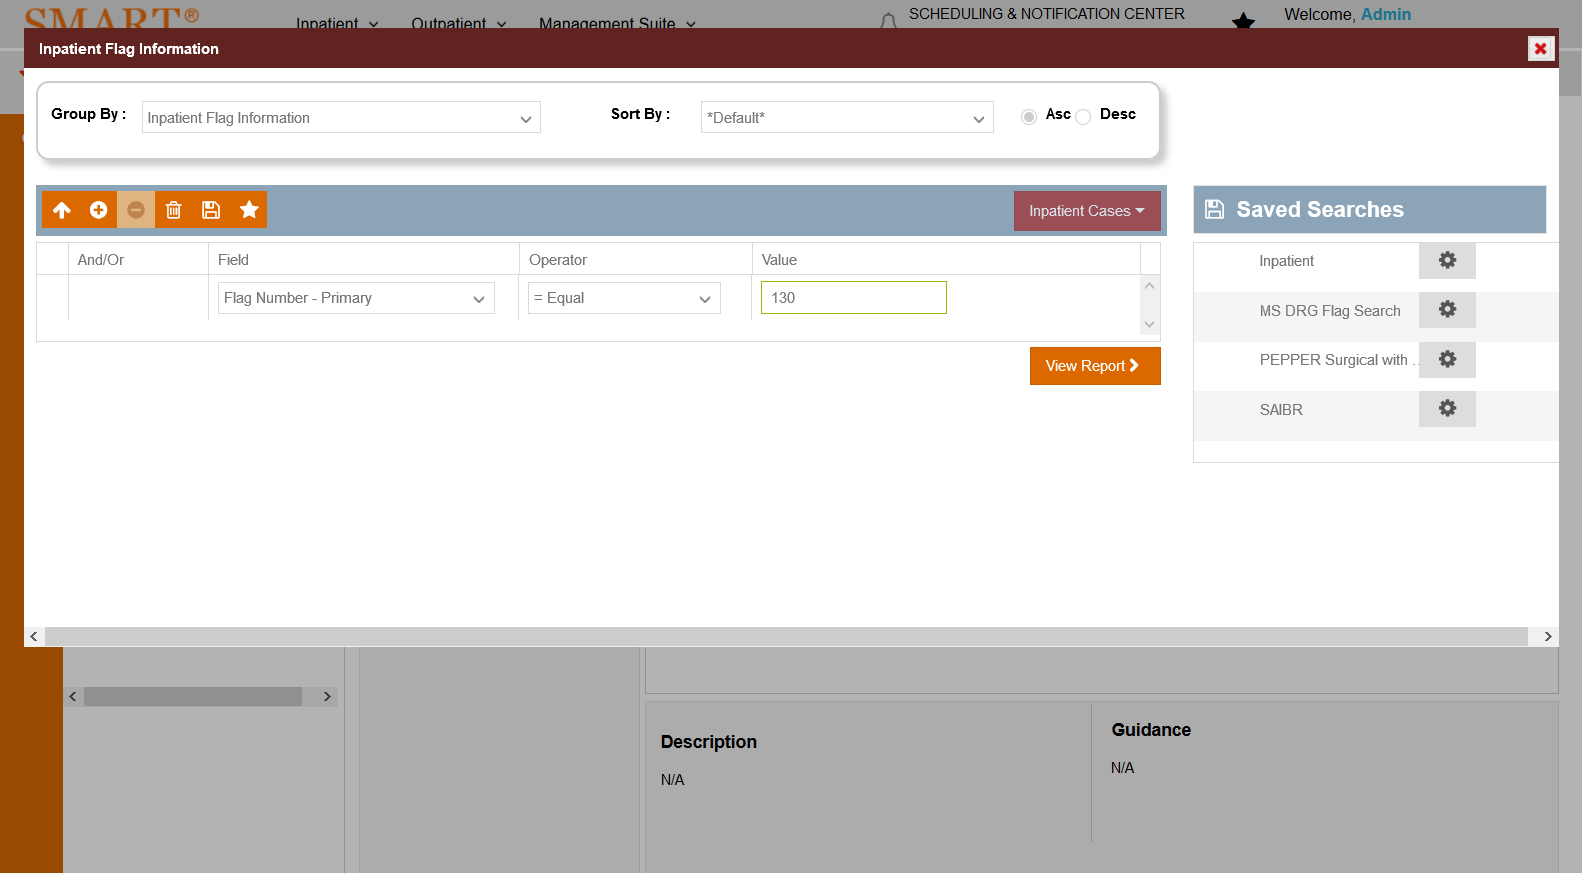 SMART®
Inpatient Outpatient Management Suite SCHEDULING & NOTIFICATION CENTER Welcome, Admin
Inpatient Flag Information
Group By : Inpatient Flag Information Sort By : *Default* Asc Desc
Inpatient Cases
And/Or Field Operator Value
Flag Number - Primary = Equal 130
View Report
Saved Searches
Inpatient
MS DRG Flag Search
PEPPER Surgical with ..
SAIBR
Description
N/A
Guidance
N/A